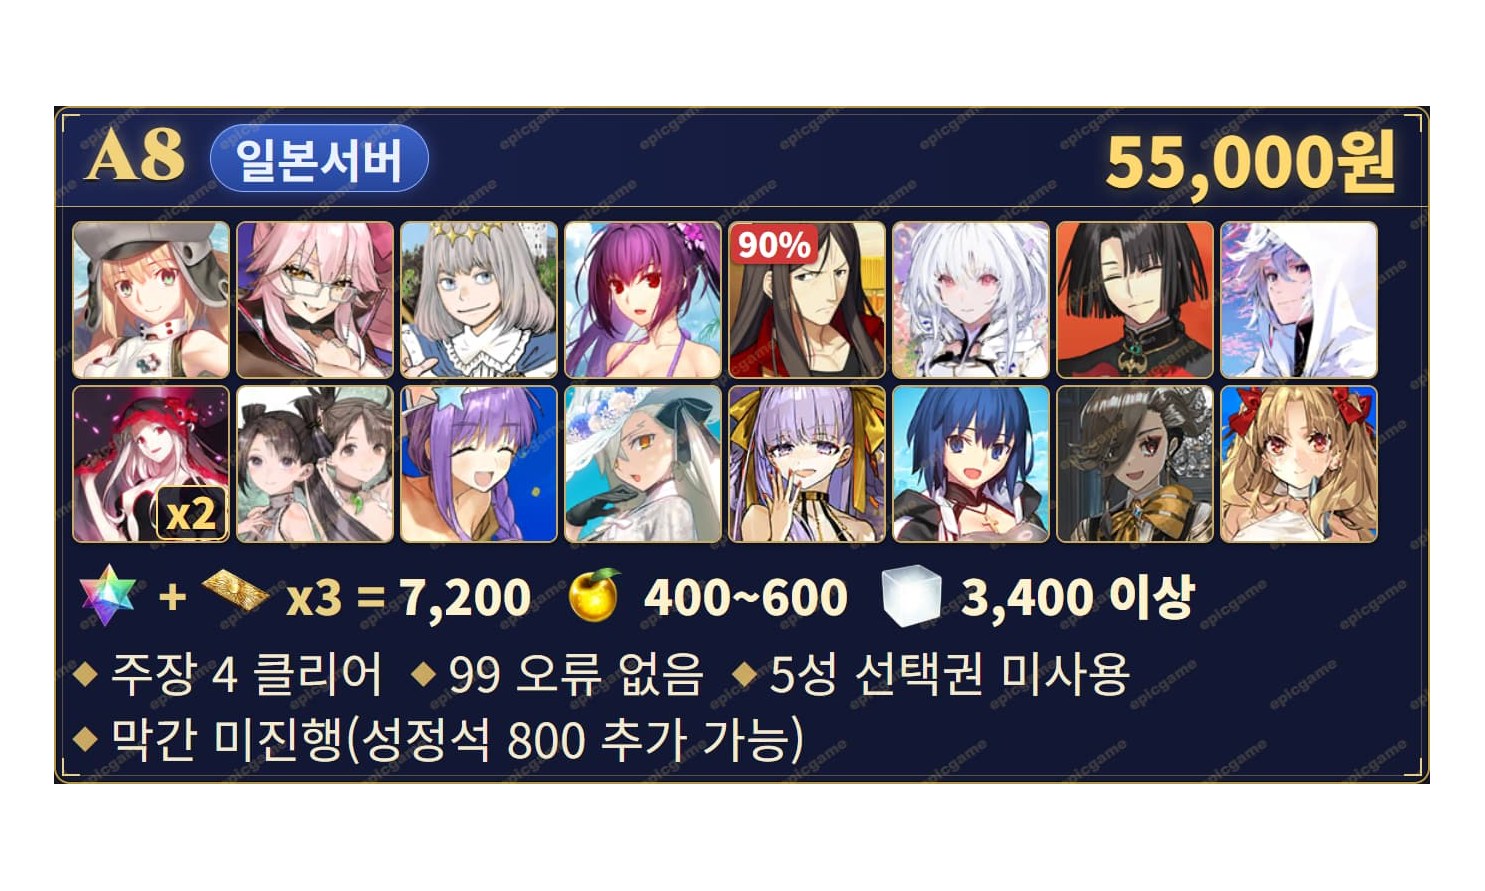 A8 일본서버 55,000원
90%
x2
+ x3 = 7,200 400~600 3,400 이상
◆ 주장 4 클리어 ◆ 99 오류 없음 ◆ 5성 선택권 미사용
◆ 막간 미진행(성정석 800 추가 가능)
epicgame